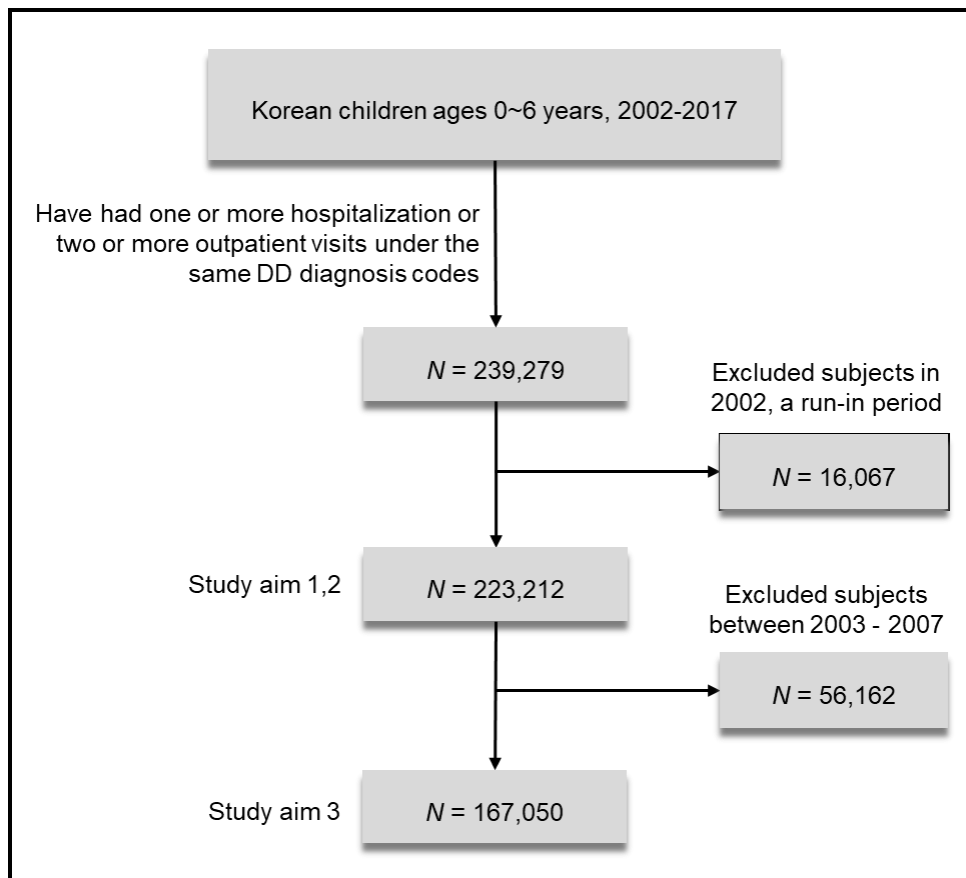 Korean children ages 0~6 years, 2002-2017
Have had one or more hospitalization or
two or more outpatient visits under the
same DD diagnosis codes
N = 239,279
Excluded subjects in
2002, a run-in period
N = 16,067
Study aim 1,2
N = 223,212
Excluded subjects
between 2003 - 2007
N = 56,162
Study aim 3
N = 167,050